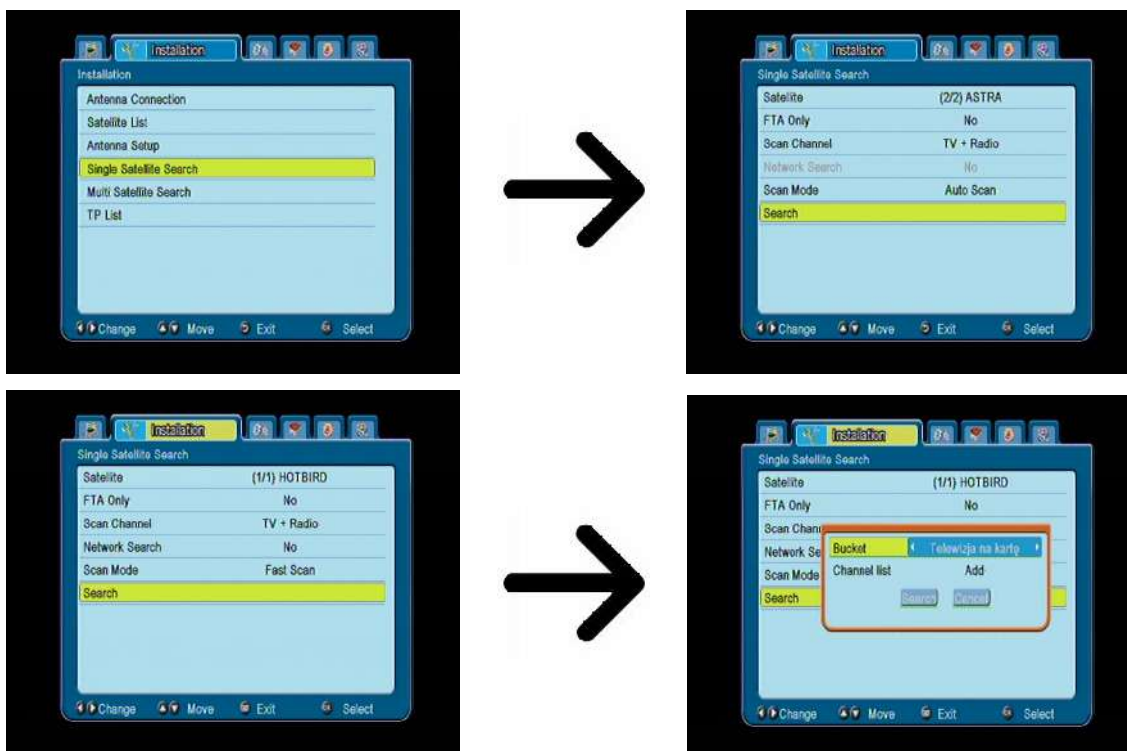 Installation
Installation
Antenna Connection
Satellite List
Antenna Setup
Single Satellite Search
Multi Satellite Search
TP List
Change Move Exit Select
Installation
Single Satellite Search
Satellite (2/2) ASTRA
FTA Only No
Scan Channel TV + Radio
Network Search No
Scan Mode Auto Scan
Search
Change Move Exit Select
Installation
Single Satellite Search
Satellite (1/1) HOTBIRD
FTA Only No
Scan Channel TV + Radio
Network Search No
Scan Mode Fast Scan
Search
Change Move Exit Select
Installation
Single Satellite Search
Satellite (1/1) HOTBIRD
FTA Only No
Scan Chann
Network Se
Scan Mode
Search
Bucket Telewizja na kartę
Channel list Add
Search Cancel
Change Move Exit Select